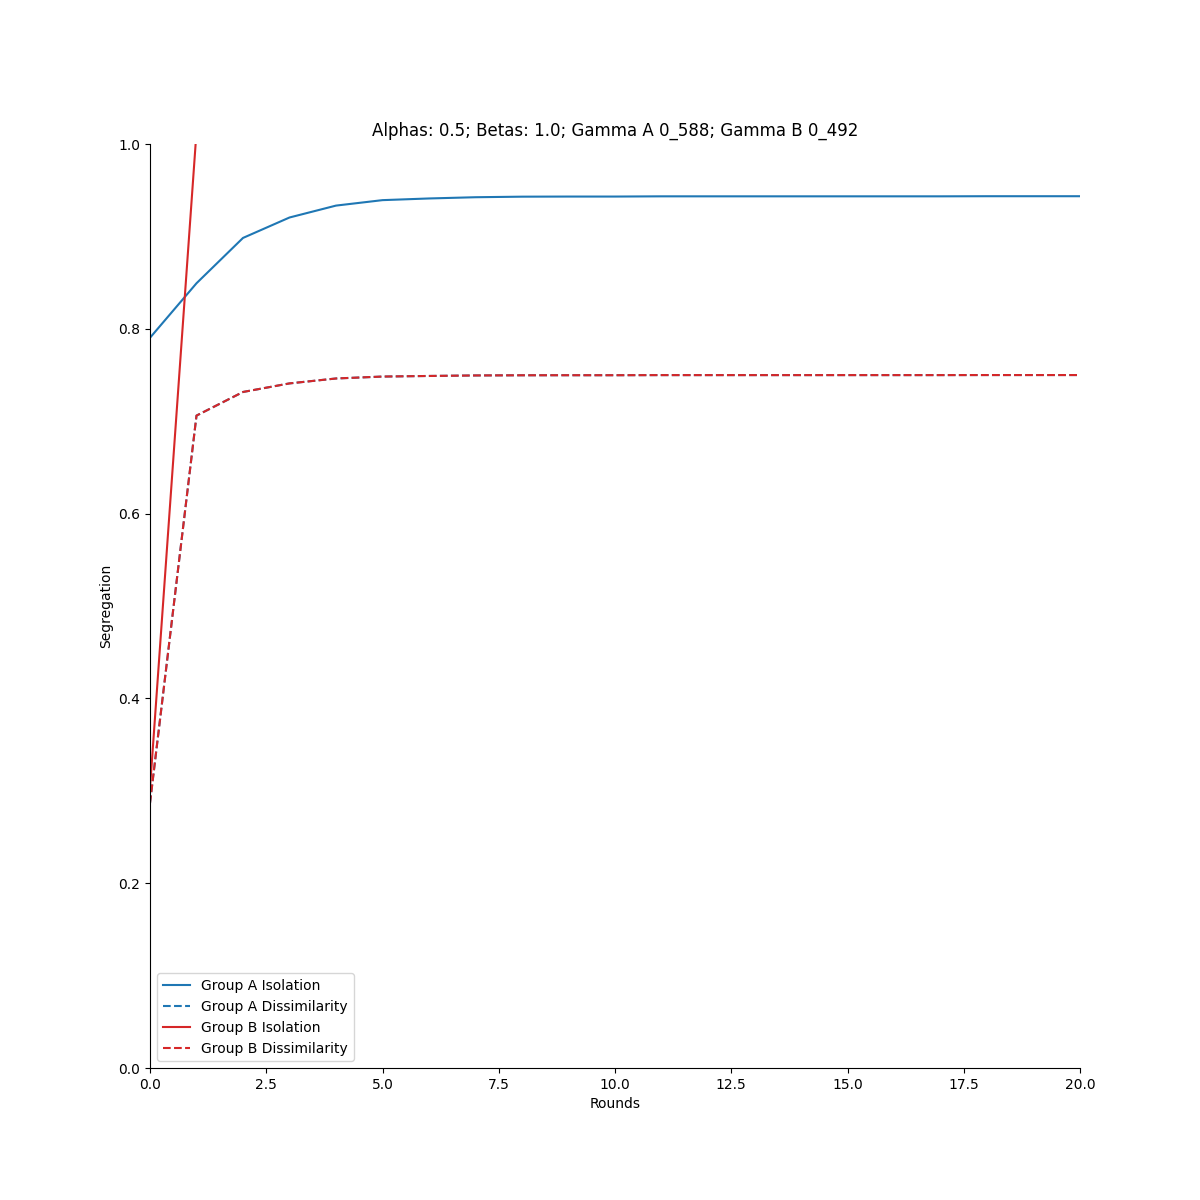 Alphas: 0.5; Betas: 1.0; Gamma A 0_588; Gamma B 0_492
1.0
0.8
0.6
0.4
0.2
0.0
Segregation
Group A Isolation
Group A Dissimilarity
Group B Isolation
Group B Dissimilarity
0.0 2.5 5.0 7.5 10.0 12.5 15.0 17.5 20.0
Rounds